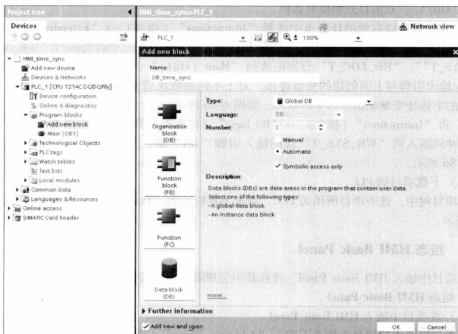 Project tree
HMI_time_sync▸PLC_1
Devices
Network view
PLC_1
100%
HMI_time_sync
Add new device
Devices & Networks
PLC_1 [CPU 1214C DC/DC/Rly]
Device configuration
Online & diagnostics
Program blocks
Add new block
Main [OB1]
Technological Objects
PLC tags
Watch tables
Text lists
Local modules
Common data
Languages & Resources
Online access
SIMATIC Card Reader
Add new block
Name:
DB_time_sync
Organization
block
(OB)
Function
block
(FB)
Function
(FC)
Data block
(DB)
Type:
Global DB
Language:
DB
Number:
1
Manual
Automatic
Symbolic access only
Description:
Data blocks (DBs) are data areas in the program that contain user data.
Select one of the following types:
- A global data block
- An instance data block
more...
Further information
Add new and open
OK
Cancel